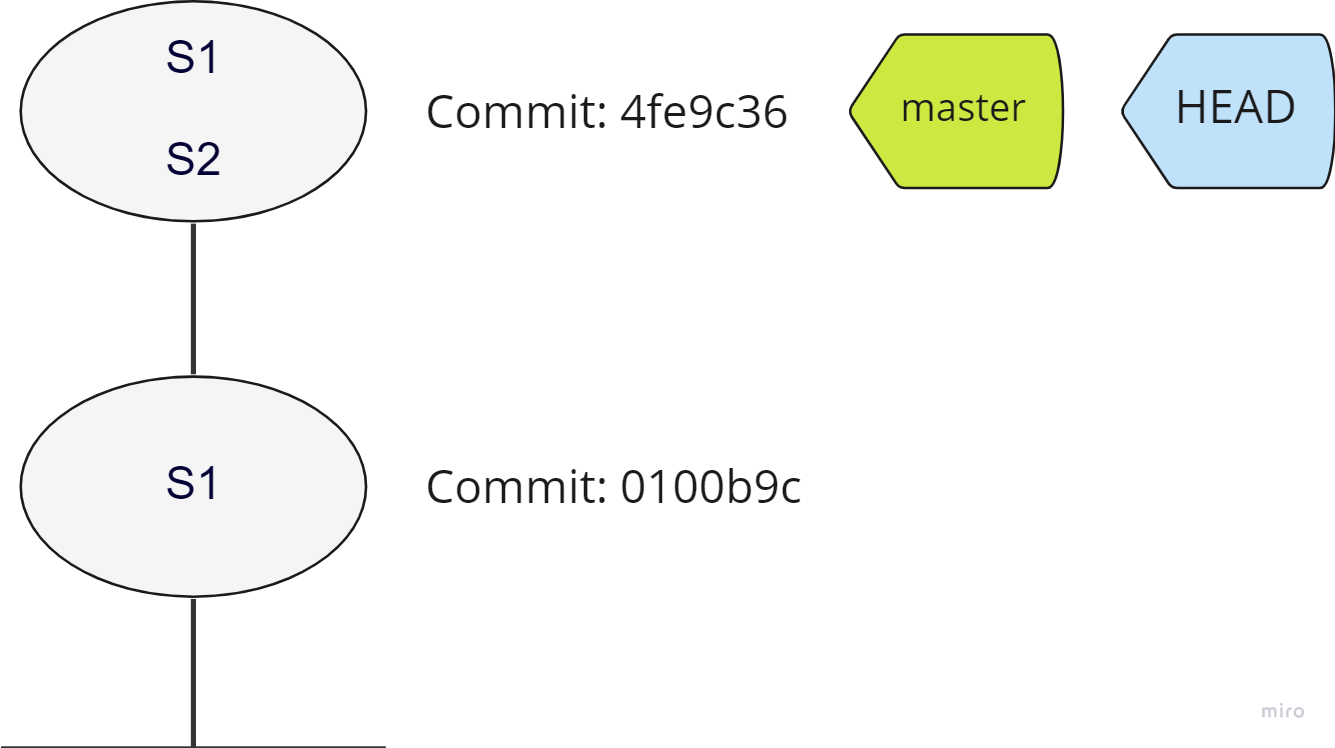 S1
S2
Commit: 4fe9c36
master
HEAD
S1
Commit: 0100b9c
miro